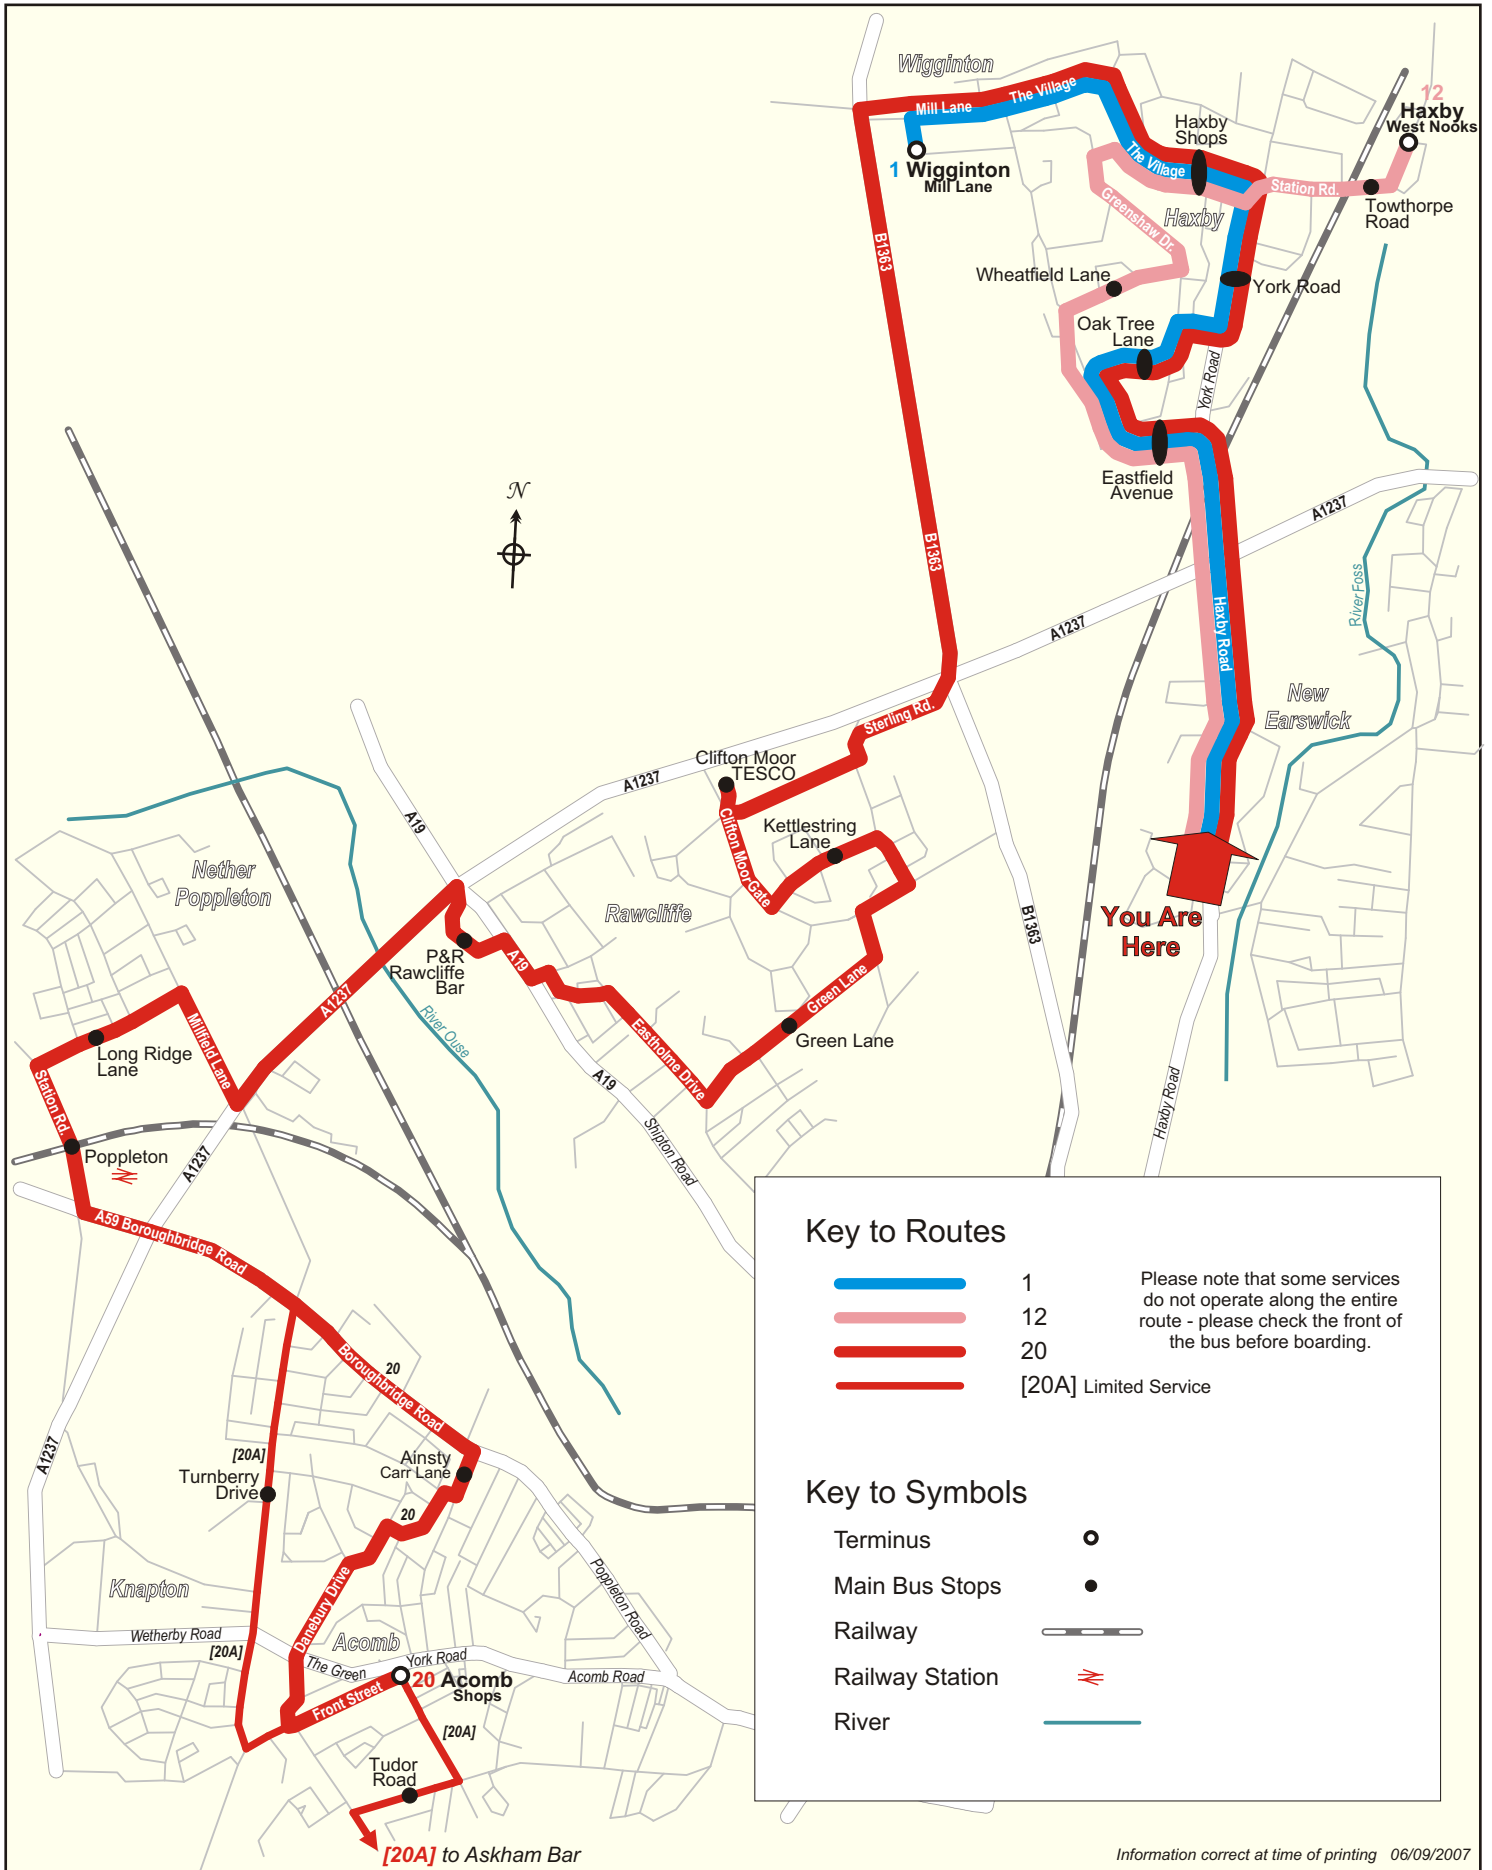 Wigginton
Mill Lane
The Village
Haxby
Shops
12
Haxby
West Nooks
1 Wigginton
Mill Lane
The Village
Station Rd.
Towthorpe
Road
Greenshaw Dr.
Haxby
B1363
Wheatfield Lane
York Road
Oak Tree
Lane
York Road
Eastfield
Avenue
N
A1237
B1363
River Foss
Haxby Road
A1237
New
Earswick
Sterling Rd.
Clifton Moor
TESCO
A1237
A19
Clifton Moor Gate
Kettlestring
Lane
Nether
Poppleton
Rawcliffe
B1363
You Are
Here
P&R
Rawcliffe
Bar
A19
A1237
Green Lane
River Ouse
Millfield Lane
Long Ridge
Lane
Green Lane
Eastholme Drive
A19
Station Rd.
Haxby Road
Shipton Road
Poppleton
A1237
A59 Boroughbridge Road
Boroughbridge Road
20
[20A]
A1237
Turnberry
Drive
Ainsty
Carr Lane
20
Knapton
Danebury Drive
Poppleton Road
Wetherby Road
[20A]
Acomb
The Green
York Road
Acomb Road
20 Acomb
Shops
Front Street
[20A]
Tudor
Road
[20A] to Askham Bar
Key to Routes
1
12
20
[20A] Limited Service
Please note that some services
do not operate along the entire
route - please check the front of
the bus before boarding.
Key to Symbols
Terminus
Main Bus Stops
Railway
Railway Station
River
Information correct at time of printing 06/09/2007